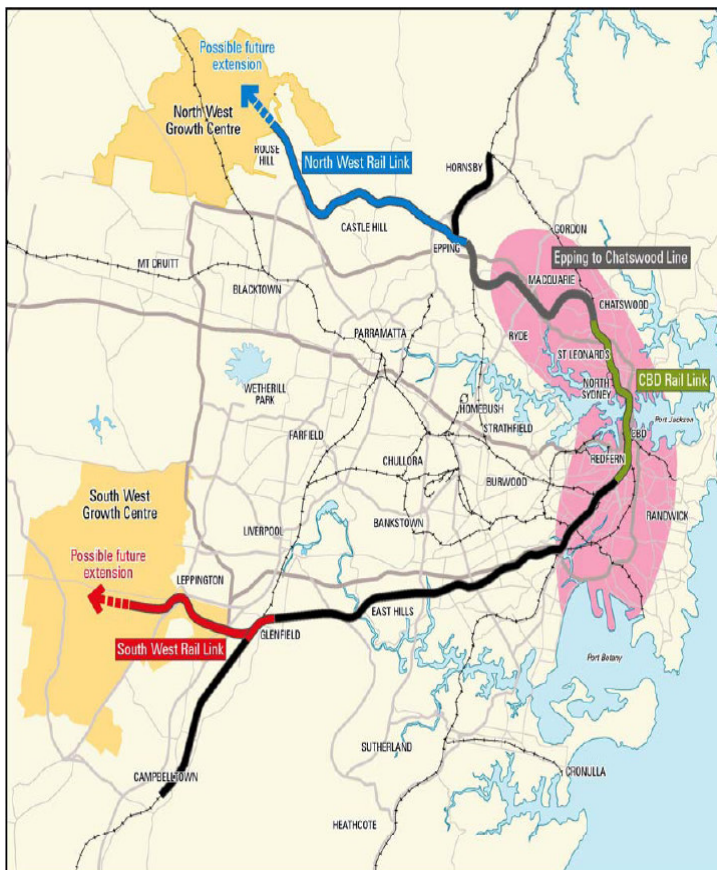 Possible future
extension
North West
Growth Centre
ROUSE
HILL
North West Rail Link
HORNSBY
CASTLE HILL
GORDON
EPPING
Epping to Chatswood Line
MT DRUITT
MACQUARIE
BLACKTOWN
CHATSWOOD
PARRAMATTA
RYDE
ST LEONARDS
WETHERILL
PARK
NORTH
SYDNEY
CBD Rail Link
HOMEBUSH
Port Jackson
STRATHFIELD
CBD
FARFIELD
REDFERN
CHULLORA
BURWOOD
South West
Growth Centre
RANDWICK
BANKSTOWN
LIVERPOOL
Possible future
extension
LEPPINGTON
EAST HILLS
GLENFIELD
South West Rail Link
Port Botany
SUTHERLAND
CAMPBELLTOWN
CRONULLA
HEATHCOTE